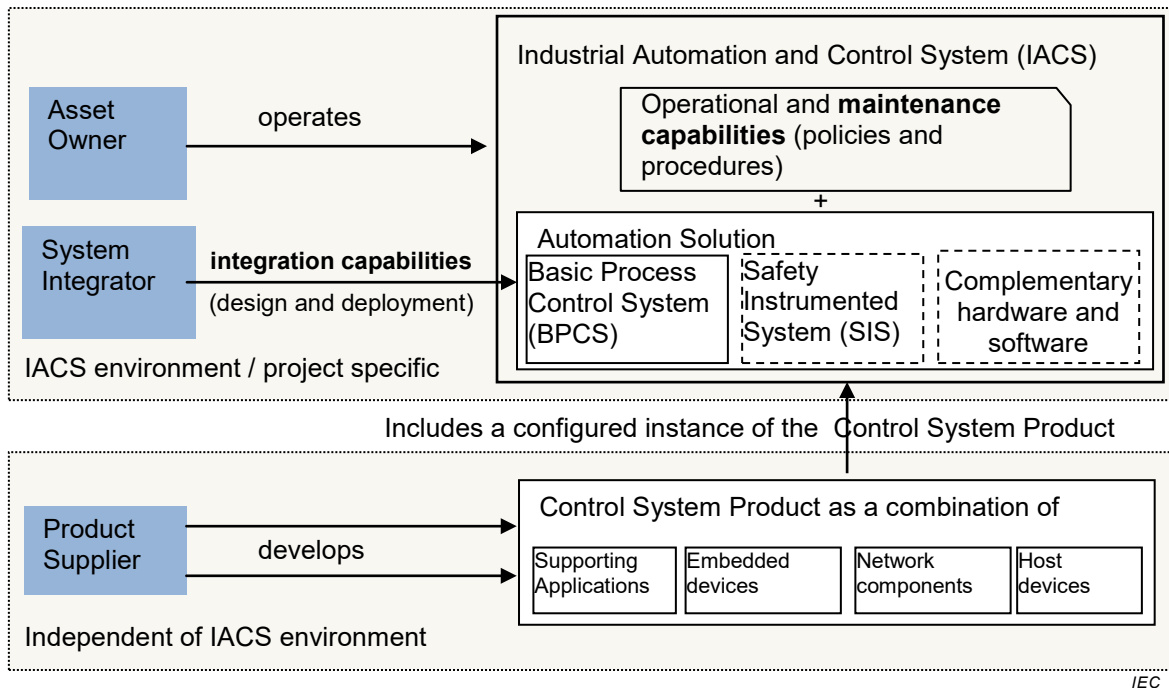 Industrial Automation and Control System (IACS)
Asset
Owner
operates
Operational and maintenance
capabilities (policies and
procedures)
+
System
Integrator
integration capabilities
(design and deployment)
Automation Solution
Basic Process
Control System
(BPCS)
Safety
Instrumented
System (SIS)
Complementary
hardware and
software
IACS environment / project specific
Includes a configured instance of the Control System Product
Product
Supplier
develops
Control System Product as a combination of
Supporting
Applications
Embedded
devices
Network
components
Host
devices
Independent of IACS environment
IEC